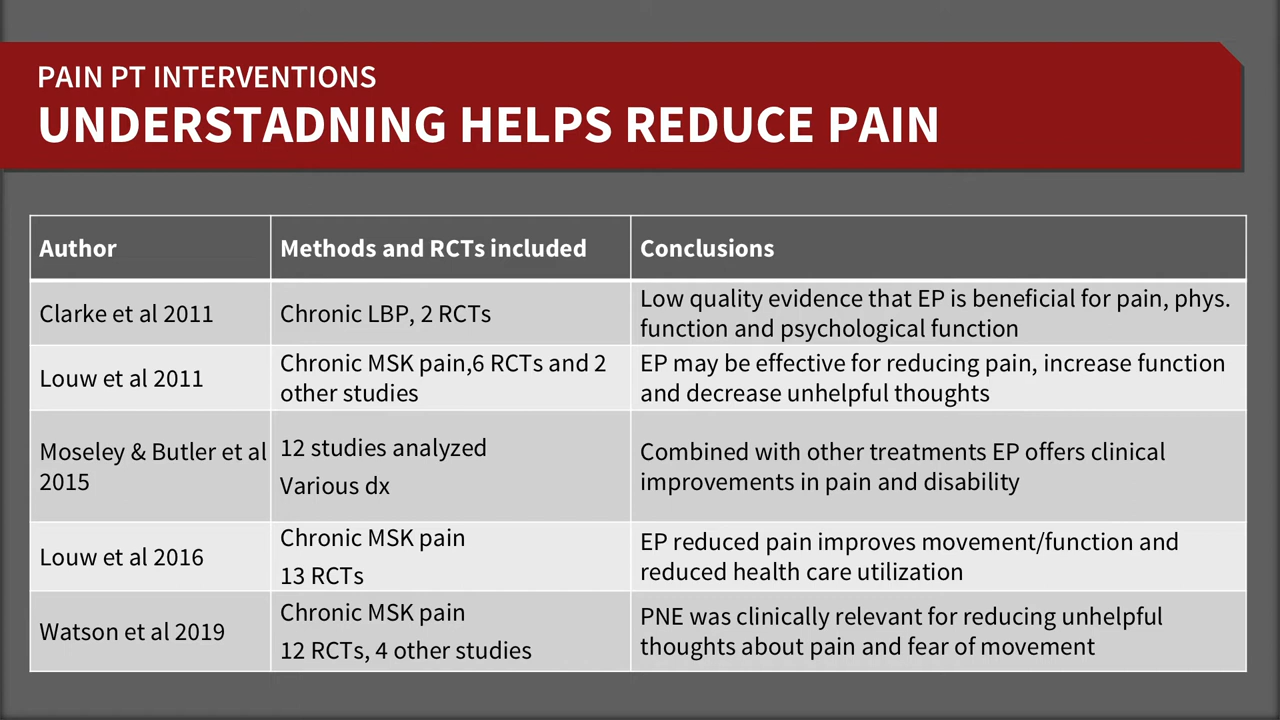 PAIN PT INTERVENTIONS
UNDERSTADNING HELPS REDUCE PAIN
Author
Methods and RCTs included
Conclusions
Clarke et al 2011
Chronic LBP, 2 RCTs
Low quality evidence that EP is beneficial for pain, phys.
function and psychological function
Louw et al 2011
Chronic MSK pain,6 RCTs and 2
other studies
EP may be effective for reducing pain, increase function
and decrease unhelpful thoughts
Moseley & Butler et al
2015
12 studies analyzed
Various dx
Combined with other treatments EP offers clinical
improvements in pain and disability
Louw et al 2016
Chronic MSK pain
13 RCTs
EP reduced pain improves movement/function and
reduced health care utilization
Watson et al 2019
Chronic MSK pain
12 RCTs, 4 other studies
PNE was clinically relevant for reducing unhelpful
thoughts about pain and fear of movement